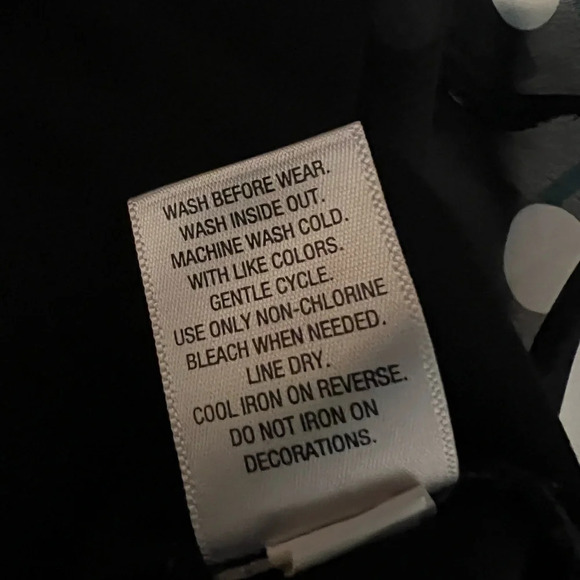 WASH BEFORE WEAR.
WASH INSIDE OUT.
MACHINE WASH COLD.
WITH LIKE COLORS.
GENTLE CYCLE.
USE ONLY NON-CHLORINE
BLEACH WHEN NEEDED.
LINE DRY.
COOL IRON ON REVERSE.
DO NOT IRON ON
DECORATIONS.